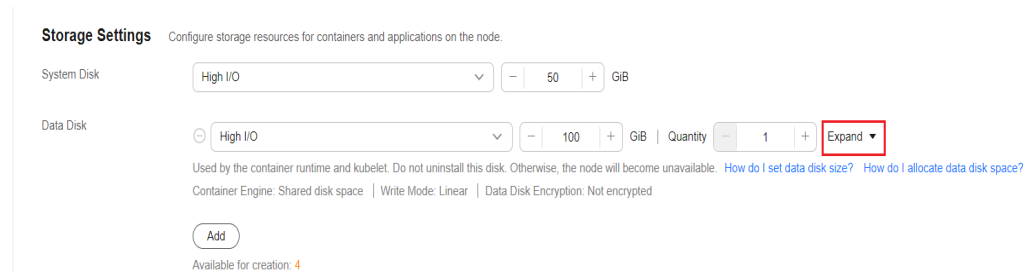 Storage Settings Configure storage resources for containers and applications on the node.
System Disk High I/O − 50 + GiB
Data Disk High I/O − 100 + GiB | Quantity − 1 + Expand ▼
Used by the container runtime and kubelet. Do not uninstall this disk. Otherwise, the node will become unavailable. How do I set data disk size? How do I allocate data disk space?
Container Engine: Shared disk space | Write Mode: Linear | Data Disk Encryption: Not encrypted
Add
Available for creation: 4